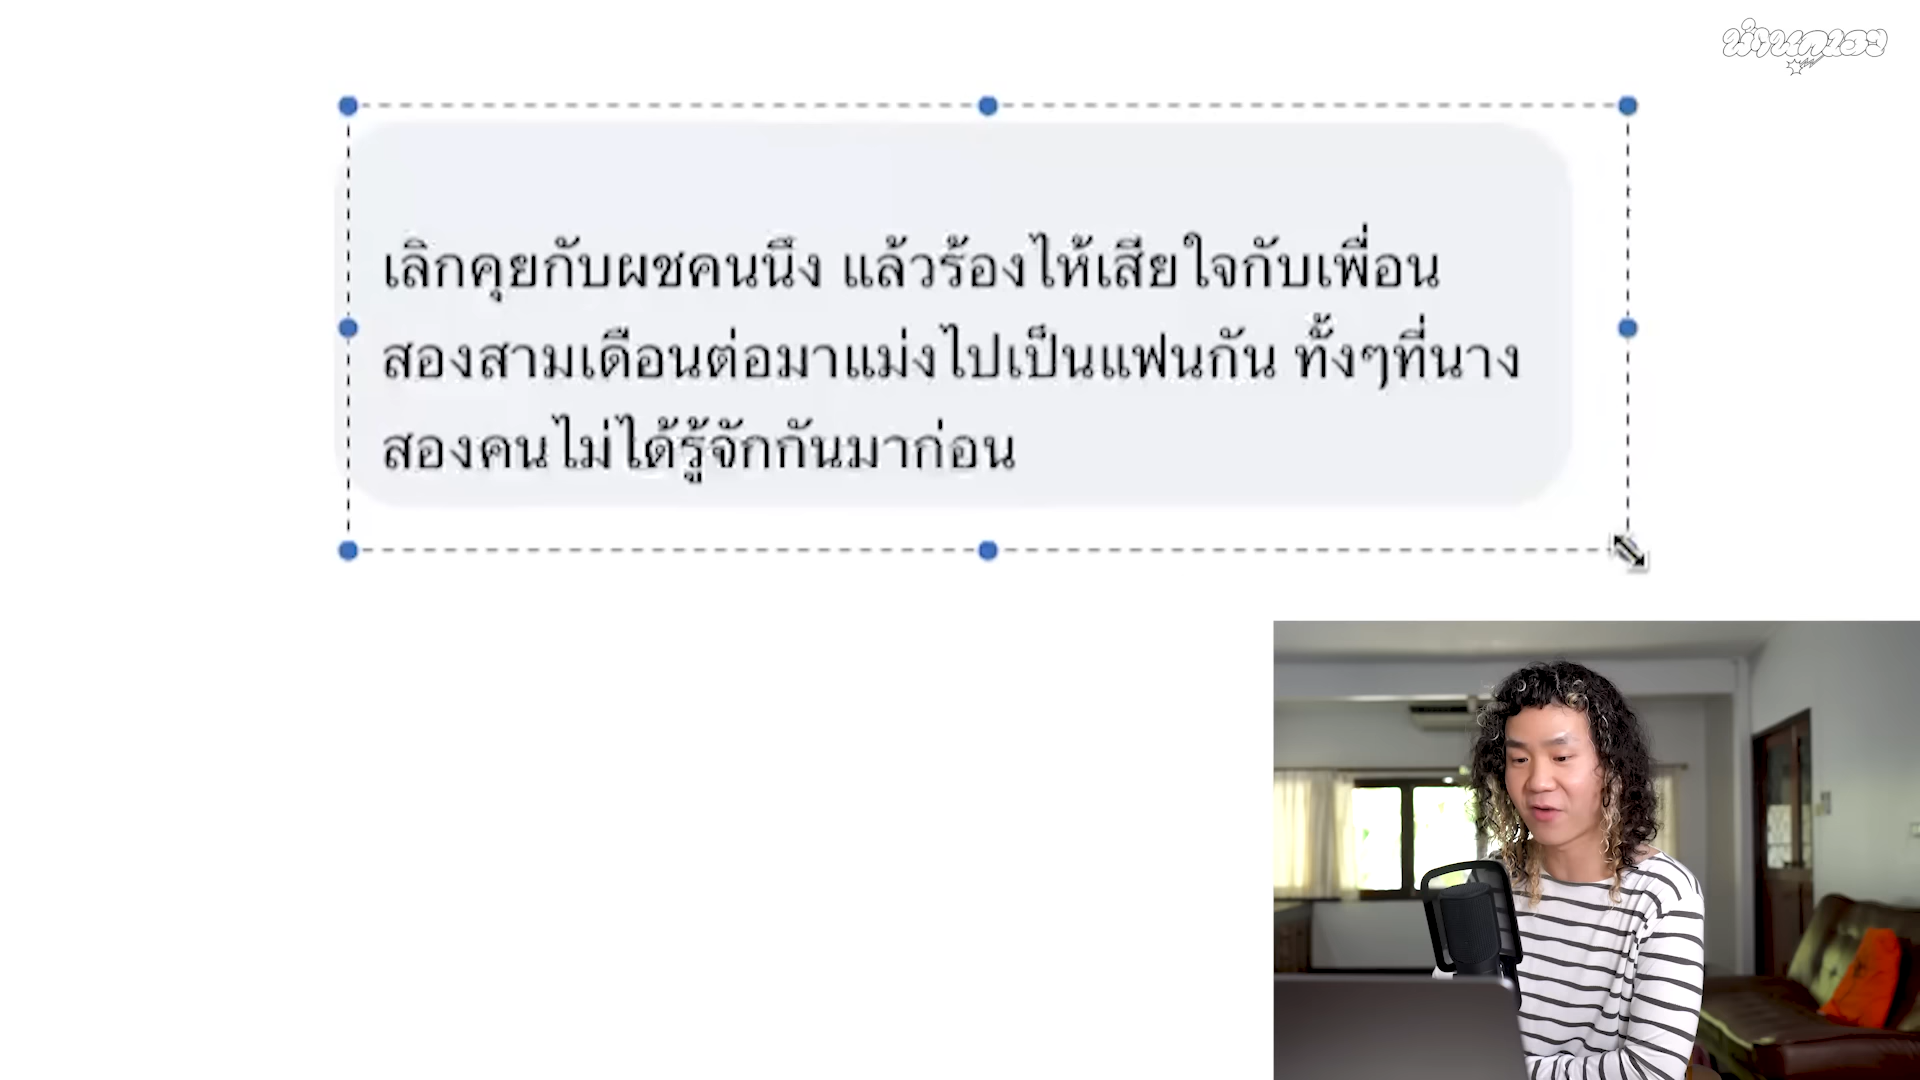 เลิกคุยกับผชคนนึง แล้วร้องไห้เสียใจกับเพื่อน
สองสามเดือนต่อมาแม่งไปเป็นแฟนกัน ทั้งๆที่นาง
สองคนไม่ได้รู้จักกันมาก่อน